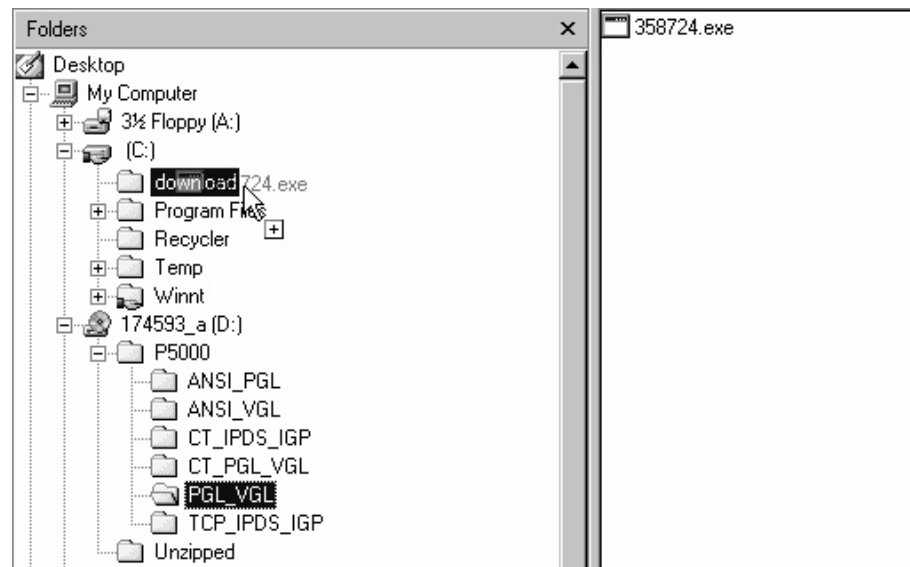 Folders
358724.exe
Desktop
My Computer
3½ Floppy (A:)
(C:)
download 724.exe
Program Files
Recycler
Temp
Winnt
174593_a (D:)
P5000
ANSI_PGL
ANSI_VGL
CT_IPDS_IGP
CT_PGL_VGL
PGL_VGL
TCP_IPDS_IGP
Unzipped